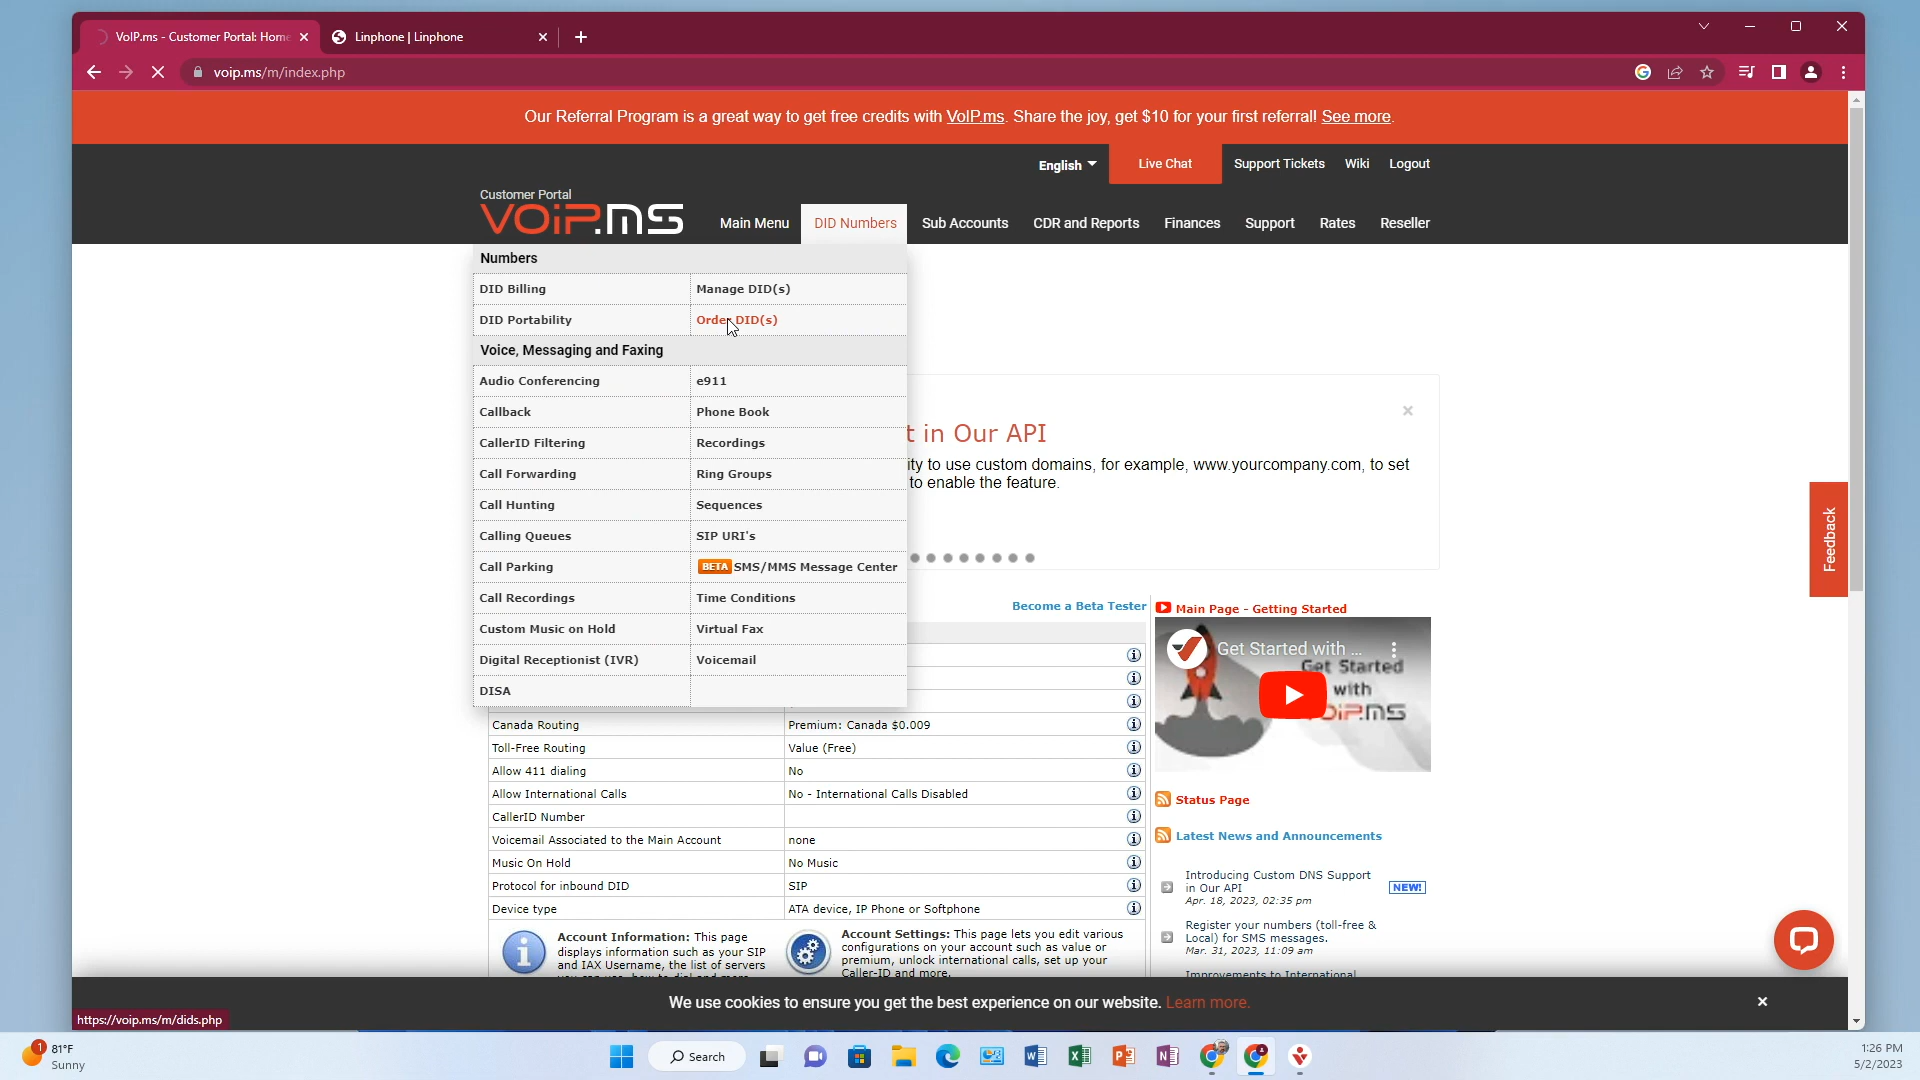 VoIP.ms - Customer Portal: Home
Linphone | Linphone
voip.ms/m/index.php
Our Referral Program is a great way to get free credits with VoIP.ms. Share the joy, get $10 for your first referral! See more.
English
Live Chat
Support Tickets
Wiki
Logout
Customer Portal
VOIP.MS
Main Menu
DID Numbers
Sub Accounts
CDR and Reports
Finances
Support
Rates
Reseller
Numbers
DID Billing
Manage DID(s)
DID Portability
Order DID(s)
Voice, Messaging and Faxing
Audio Conferencing
e911
Callback
Phone Book
CallerID Filtering
Recordings
Call Forwarding
Ring Groups
Call Hunting
Sequences
Calling Queues
SIP URI's
Call Parking
BETA SMS/MMS Message Center
Call Recordings
Time Conditions
Custom Music on Hold
Virtual Fax
Digital Receptionist (IVR)
Voicemail
DISA
t in Our API
ity to use custom domains, for example, www.yourcompany.com, to set
to enable the feature.
Feedback
Become a Beta Tester
Main Page - Getting Started
Get Started with ...
Get Started
with
VOIP.MS
Canada Routing
Premium: Canada $0.009
Toll-Free Routing
Value (Free)
Allow 411 dialing
No
Allow International Calls
No - International Calls Disabled
CallerID Number
Voicemail Associated to the Main Account
none
Music On Hold
No Music
Protocol for inbound DID
SIP
Device type
ATA device, IP Phone or Softphone
Status Page
Latest News and Announcements
Introducing Custom DNS Support
in Our API
NEW!
Apr. 18, 2023, 02:35 pm
Register your numbers (toll-free &
Local) for SMS messages.
Mar. 31, 2023, 11:09 am
Improvements to International
Account Information: This page
displays information such as your SIP
and IAX Username, the list of servers
you can use, how to dial and more.
Account Settings: This page lets you edit various
configurations on your account such as value or
premium, unlock international calls, set up your
Caller-ID and more.
We use cookies to ensure you get the best experience on our website. Learn more.
https://voip.ms/m/dids.php
1
81°F
Sunny
Search
1:26 PM
5/2/2023